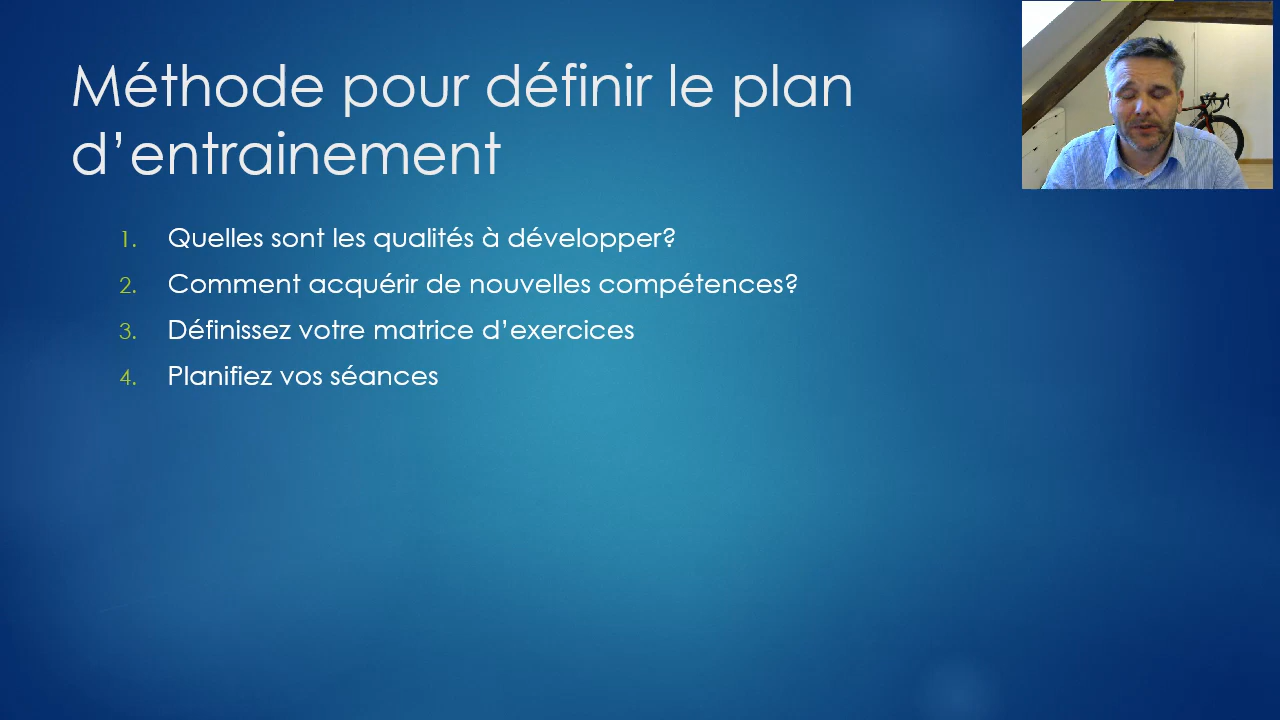 Méthode pour définir le plan
d’entrainement
1. Quelles sont les qualités à développer?
2. Comment acquérir de nouvelles compétences?
3. Définissez votre matrice d’exercices
4. Planifiez vos séances